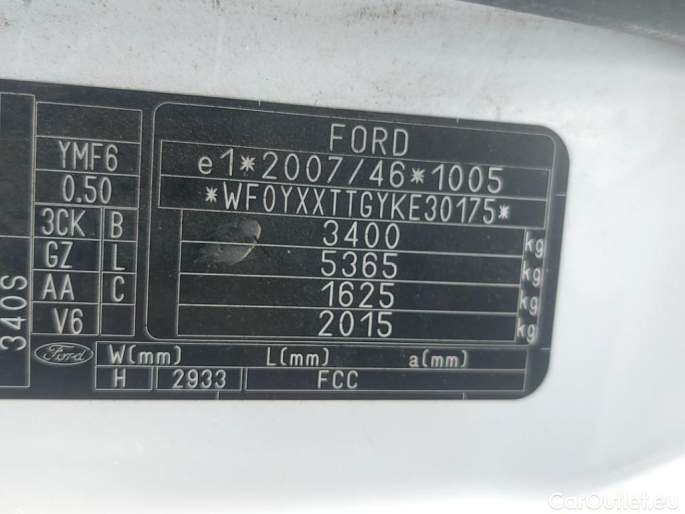 FORD
e1*2007/46*1005
*WF0YXXTTGYKE30175*
3400 kg
5365 kg
1625 kg
2015 kg
YMF6
0.50
3CK B
GZ L
AA C
V6
340S
Ford
W(mm) L(mm) a(mm)
H 2933 FCC
CarOutlet.eu